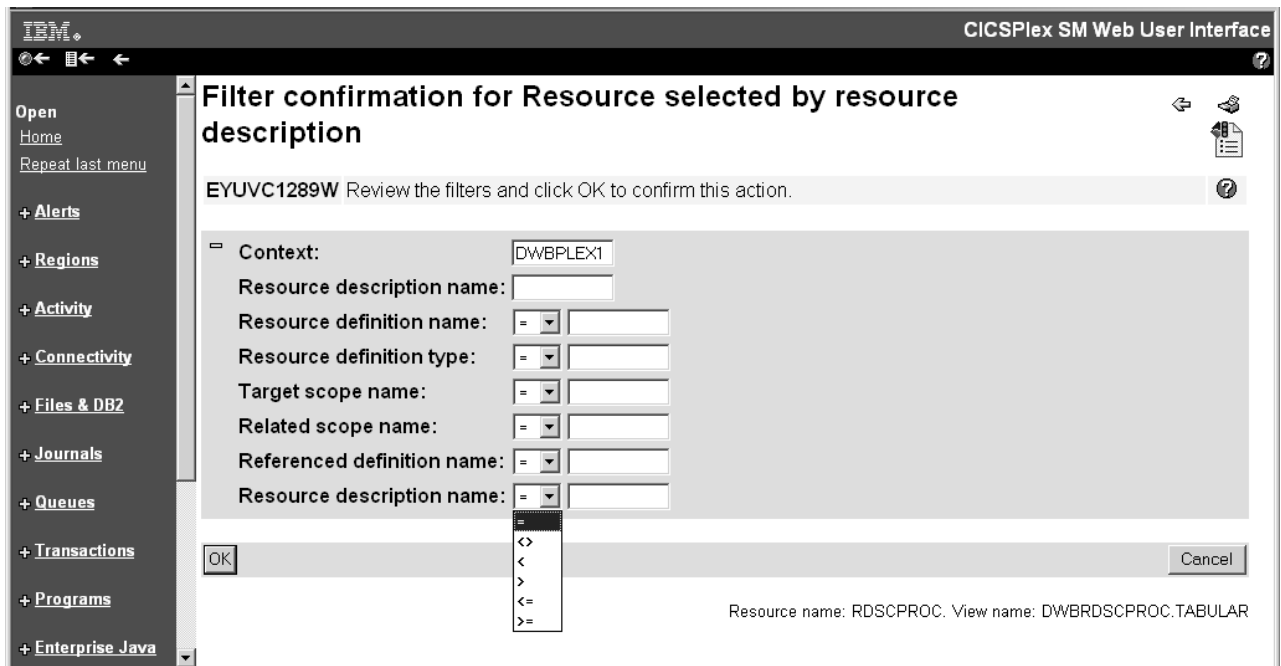 IBM.
CICSPlex SM Web User Interface
Open
Home
Repeat last menu
+ Alerts
+ Regions
+ Activity
+ Connectivity
+ Files & DB2
+ Journals
+ Queues
+ Transactions
+ Programs
+ Enterprise Java
Filter confirmation for Resource selected by resource
description
EYUVC1289W Review the filters and click OK to confirm this action.
Context: DWBPLEX1
Resource description name:
Resource definition name: =
Resource definition type: =
Target scope name: =
Related scope name: =
Referenced definition name: =
Resource description name: =
=
<>
<
>
<=
>=
OK
Cancel
Resource name: RDSCPROC. View name: DWBRDSCPROC.TABULAR